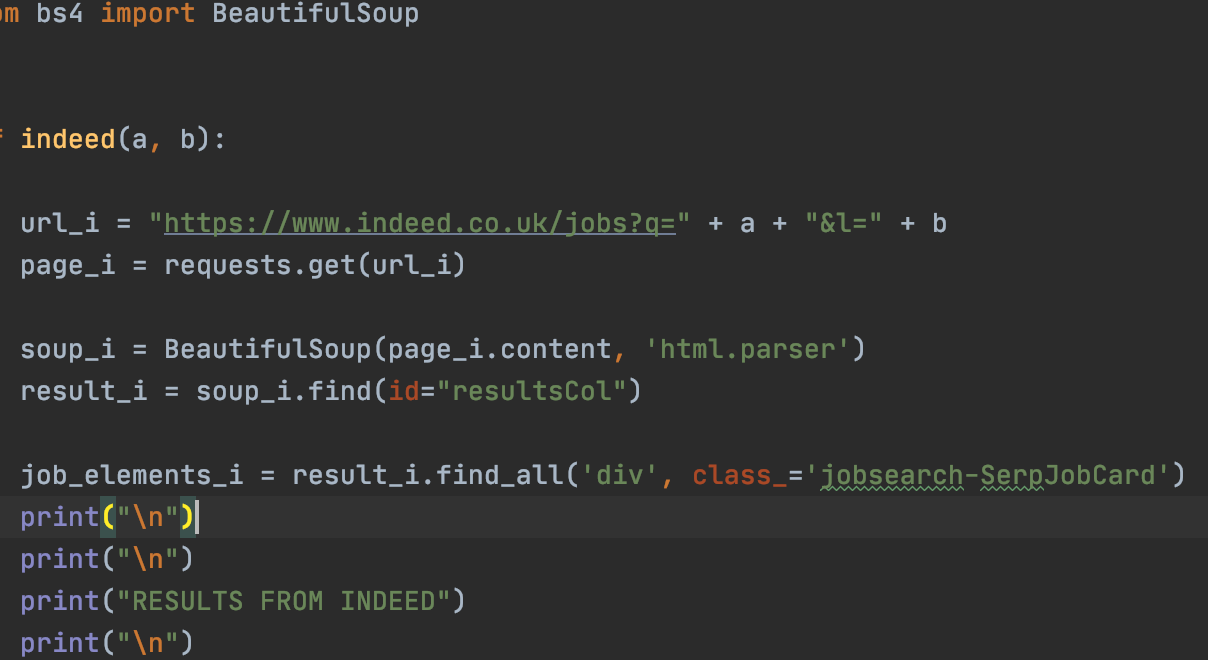 m bs4 import BeautifulSoup
indeed(a, b):
url_i = "https://www.indeed.co.uk/jobs?q=" + a + "&l=" + b
page_i = requests.get(url_i)
soup_i = BeautifulSoup(page_i.content, 'html.parser')
result_i = soup_i.find(id="resultsCol")
job_elements_i = result_i.find_all('div', class_='jobsearch-SerpJobCard')
print("\n")
print("\n")
print("RESULTS FROM INDEED")
print("\n")